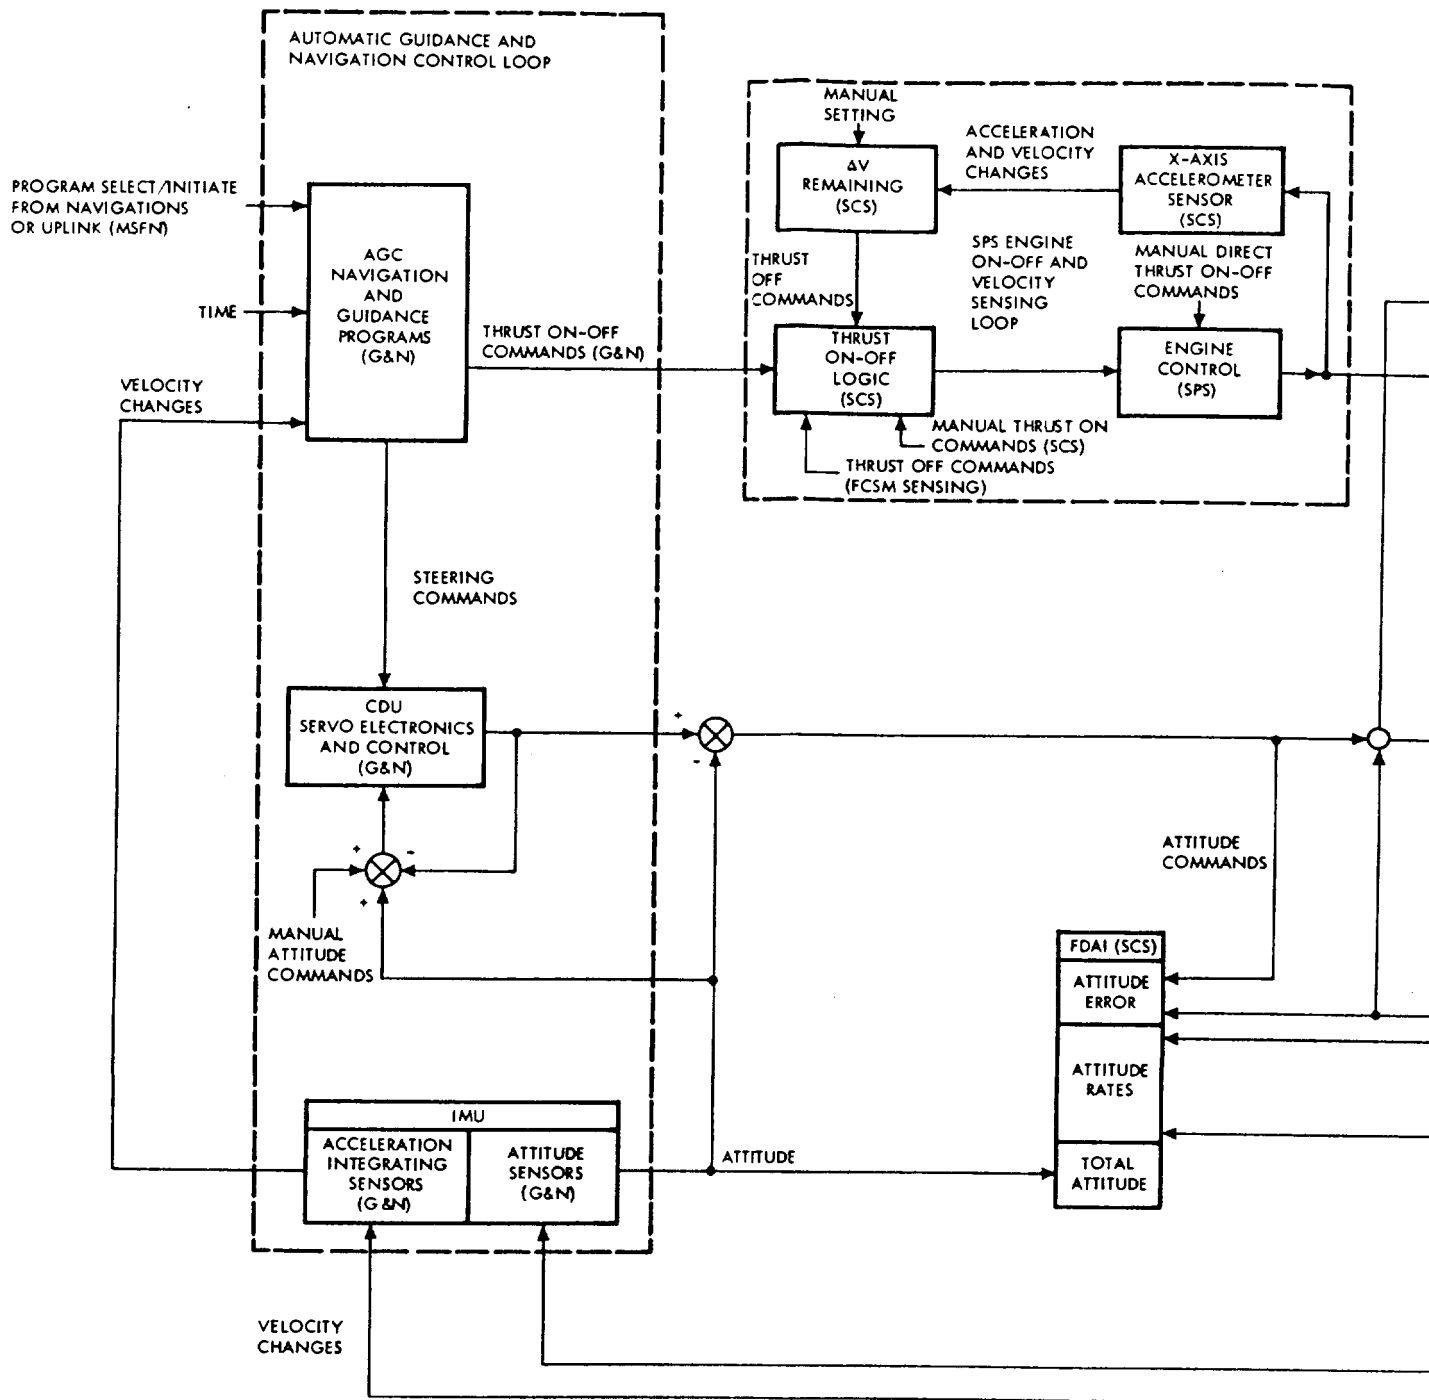 AUTOMATIC GUIDANCE AND
NAVIGATION CONTROL LOOP
MANUAL
SETTING
ΔV
REMAINING
(SCS)
ACCELERATION
AND VELOCITY
CHANGES
X-AXIS
ACCELEROMETER
SENSOR
(SCS)
PROGRAM SELECT/INITIATE
FROM NAVIGATIONS
OR UPLINK (MSFN)
AGC
NAVIGATION
AND
GUIDANCE
PROGRAMS
(G&N)
TIME
VELOCITY
CHANGES
THRUST ON-OFF
COMMANDS (G&N)
THRUST
OFF
COMMANDS
SPS ENGINE
ON-OFF AND
VELOCITY
SENSING
LOOP
MANUAL DIRECT
THRUST ON-OFF
COMMANDS
THRUST
ON-OFF
LOGIC
(SCS)
ENGINE
CONTROL
(SPS)
MANUAL THRUST ON
COMMANDS (SCS)
THRUST OFF COMMANDS
(FCSM SENSING)
STEERING
COMMANDS
CDU
SERVO ELECTRONICS
AND CONTROL
(G&N)
+
-
+
-
+
MANUAL
ATTITUDE
COMMANDS
ATTITUDE
COMMANDS
FDAI (SCS)
ATTITUDE
ERROR
ATTITUDE
RATES
TOTAL
ATTITUDE
IMU
ACCELERATION
INTEGRATING
SENSORS
(G&N)
ATTITUDE
SENSORS
(G&N)
ATTITUDE
VELOCITY
CHANGES